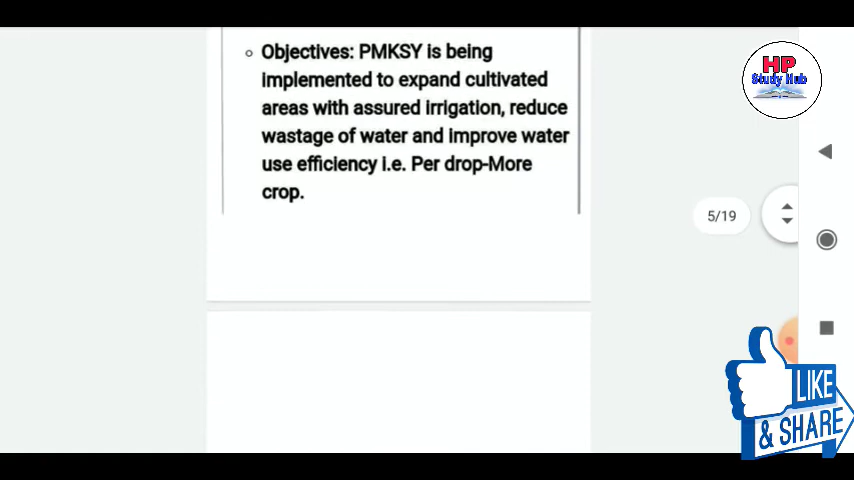 Objectives: PMKSY is being
implemented to expand cultivated
areas with assured irrigation, reduce
wastage of water and improve water
use efficiency i.e. Per drop-More
crop.
HP
Study Hub
5/19
LIKE
& SHARE